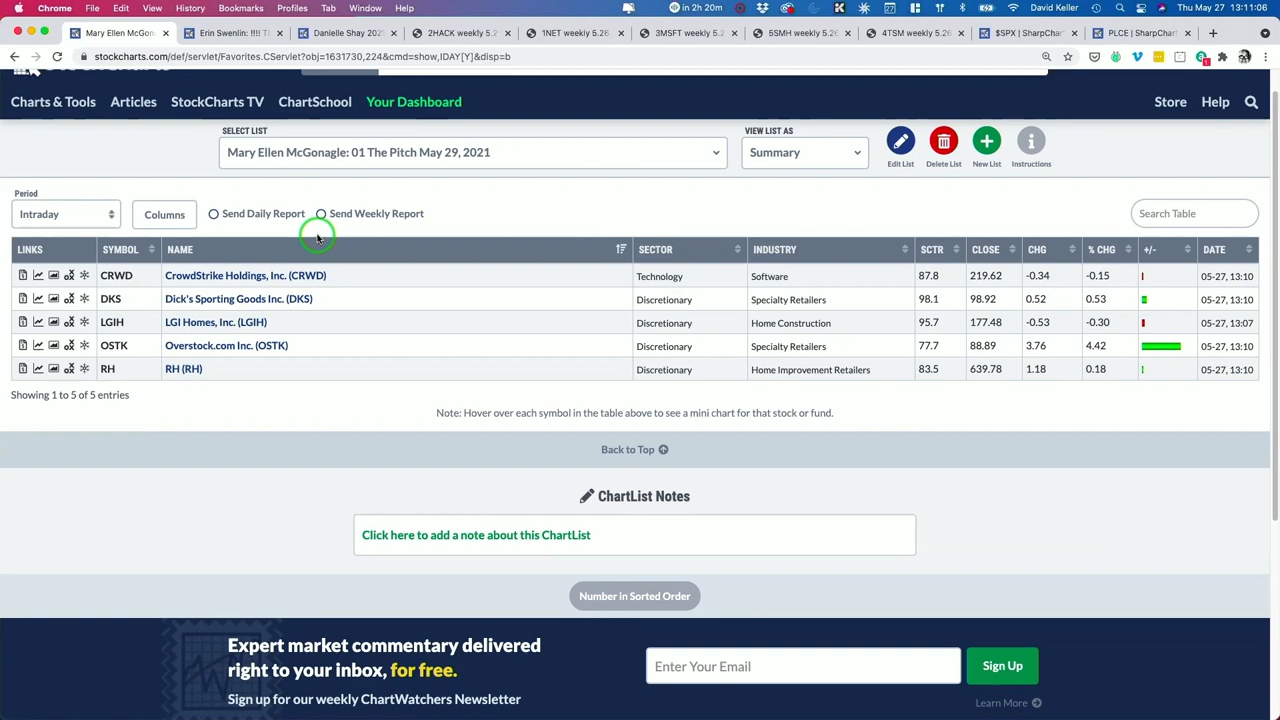 Chrome File Edit View History Bookmarks Profiles Tab Window Help in 2h 20m David Keller Thu May 27 13:11:06
Mary Ellen McGona Erin Swenlin: !!!! T Danielle Shay 202 2HACK weekly 5.2 1NET weekly 5.26 3MSFT weekly 5.2 5SMH weekly 5.26 4TSM weekly 5.26 $SPX | SharpChart PLCE | SharpChart
stockcharts.com/def/servlet/Favorites.CServlet?obj=1631730,224&cmd=show,IDAY[Y]&disp=b
Charts & Tools Articles StockCharts TV ChartSchool Your Dashboard Store Help
SELECT LIST VIEW LIST AS
Mary Ellen McGonagle: 01 The Pitch May 29, 2021 Summary
Edit List Delete List New List Instructions
Period
Intraday Columns Send Daily Report Send Weekly Report Search Table
LINKS SYMBOL NAME SECTOR INDUSTRY SCTR CLOSE CHG % CHG +/- DATE
CRWD CrowdStrike Holdings, Inc. (CRWD) Technology Software 87.8 219.62 -0.34 -0.15 05-27, 13:10
DKS Dick's Sporting Goods Inc. (DKS) Discretionary Specialty Retailers 98.1 98.92 0.52 0.53 05-27, 13:10
LGIH LGI Homes, Inc. (LGIH) Discretionary Home Construction 95.7 177.48 -0.53 -0.30 05-27, 13:07
OSTK Overstock.com Inc. (OSTK) Discretionary Specialty Retailers 77.7 88.89 3.76 4.42 05-27, 13:10
RH RH (RH) Discretionary Home Improvement Retailers 83.5 639.78 1.18 0.18 05-27, 13:10
Showing 1 to 5 of 5 entries
Note: Hover over each symbol in the table above to see a mini chart for that stock or fund.
Back to Top
ChartList Notes
Click here to add a note about this ChartList
Number in Sorted Order
Expert market commentary delivered
right to your inbox, for free.
Enter Your Email Sign Up
Sign up for our weekly ChartWatchers Newsletter
Learn More